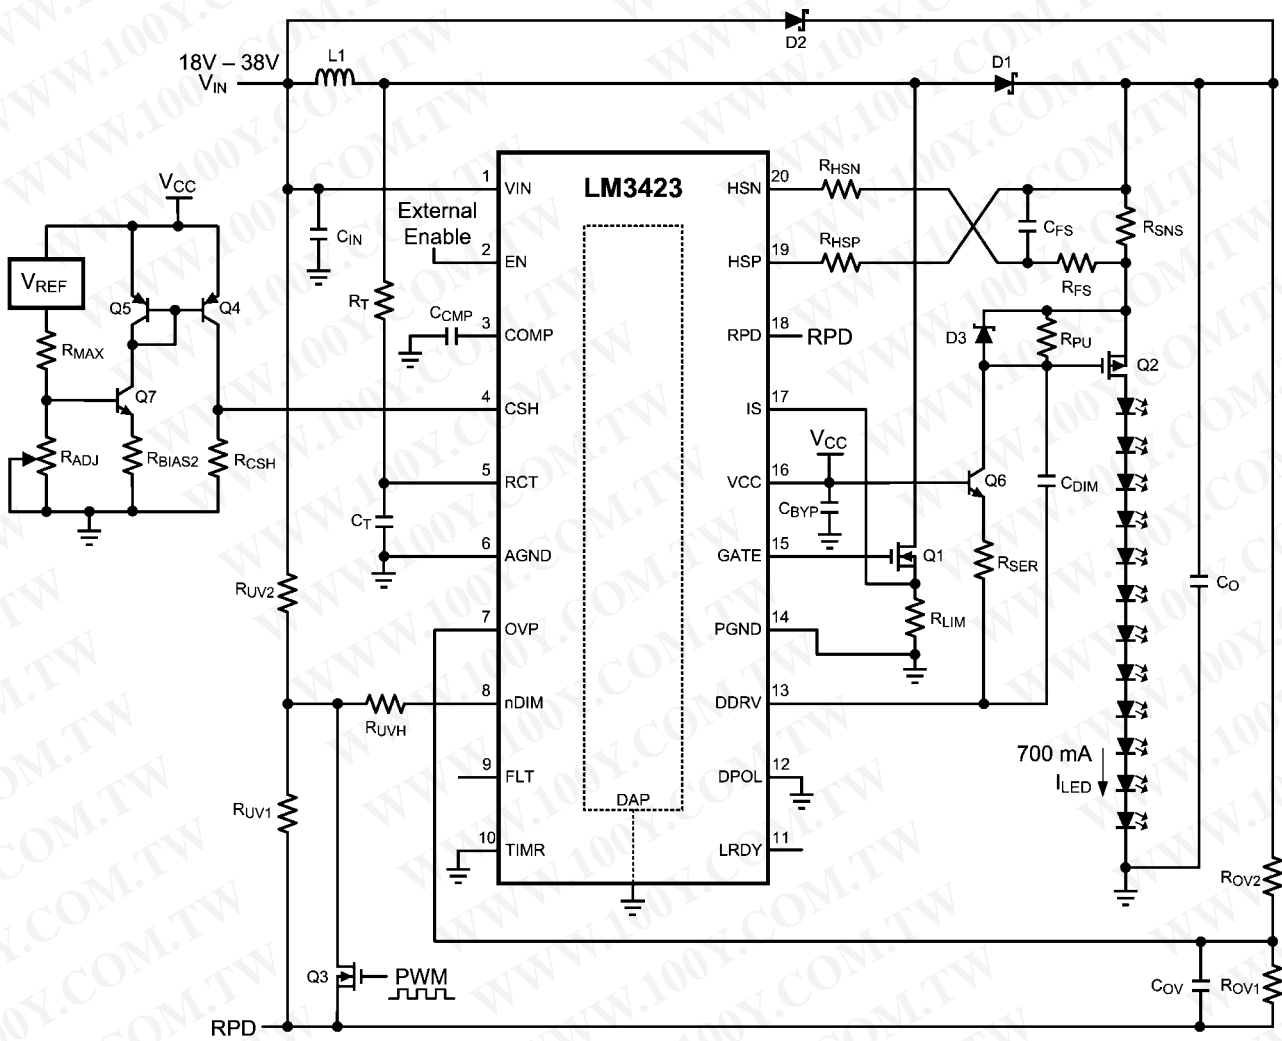 D2
18V – 38V
VIN
L1
D1
VCC
VREF
Q5
Q4
RMAX
Q7
RADJ
RBIAS2
RCSH
External
Enable
CIN
RT
CCMP
CT
RUV2
RUVH
RUV1
Q3
PWM
RPD
LM3423
1 VIN
2 EN
3 COMP
4 CSH
5 RCT
6 AGND
7 OVP
8 nDIM
9 FLT
10 TIMR
DAP
HSN 20
HSP 19
RPD 18
IS 17
VCC 16
GATE 15
PGND 14
DDRV 13
DPOL 12
LRDY 11
RHSN
RHSP
RPD
CFS
RSNS
RFS
D3
RPU
Q2
VCC
CBYP
Q6
CDIM
RSER
Q1
RLIM
CO
700 mA
ILED
ROV2
COV
ROV1
WWW.100Y.COM.TW